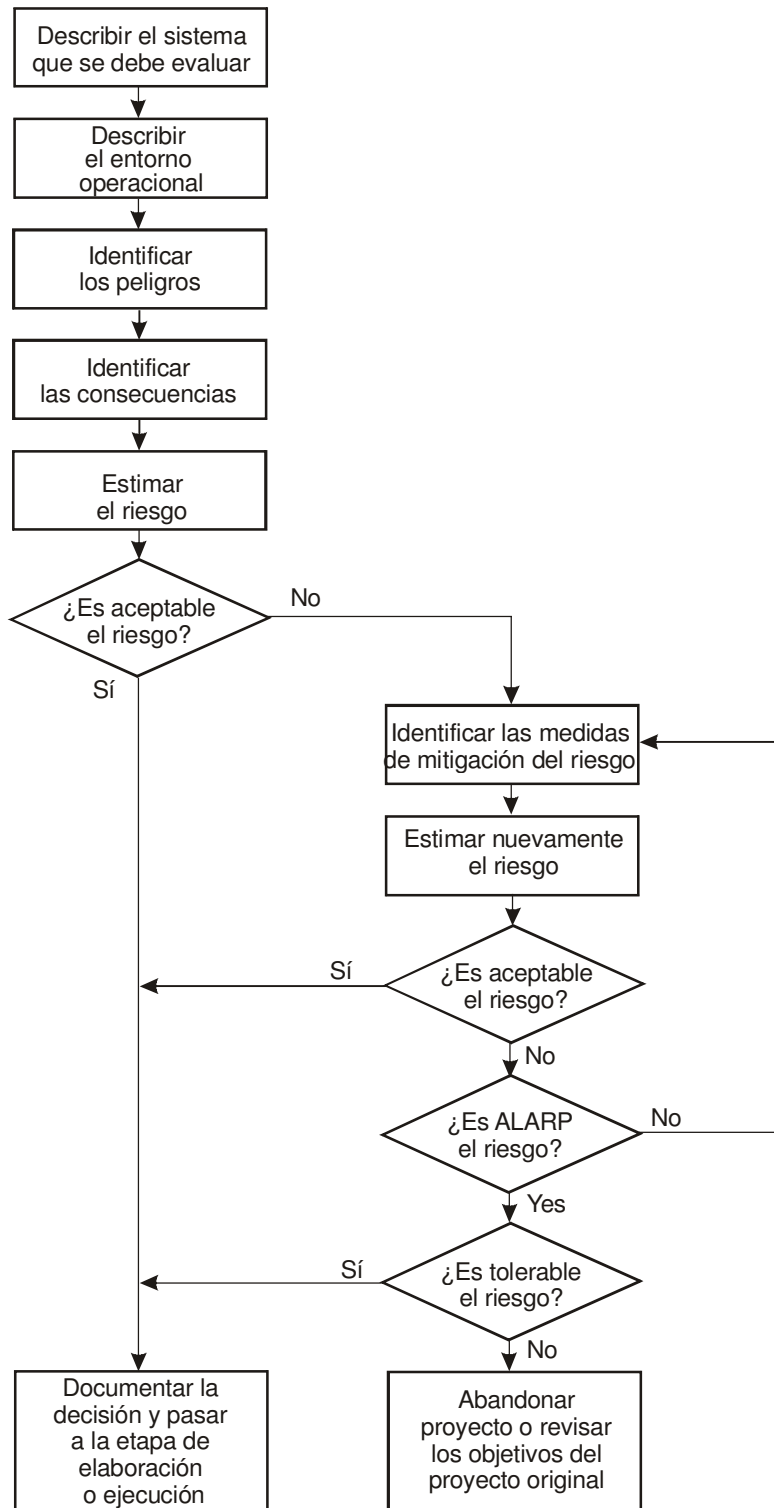 Describir el sistema
que se debe evaluar
Describir
el entorno
operacional
Identificar
los peligros
Identificar
las consecuencias
Estimar
el riesgo
¿Es aceptable
el riesgo?
No
Sí
Identificar las medidas
de mitigación del riesgo
Estimar nuevamente
el riesgo
¿Es aceptable
el riesgo?
Sí
No
¿Es ALARP
el riesgo?
No
Yes
¿Es tolerable
el riesgo?
Sí
No
Documentar la
decisión y pasar
a la etapa de
elaboración
o ejecución
Abandonar
proyecto o revisar
los objetivos del
proyecto original